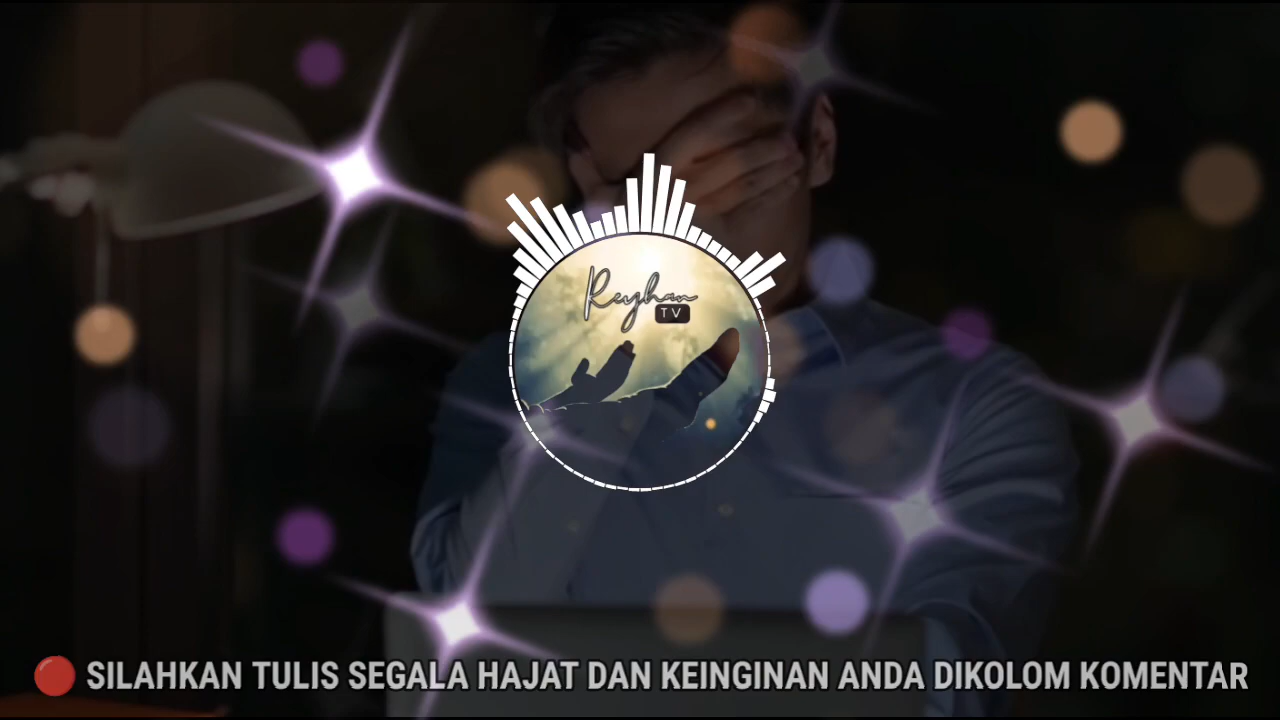 Reyhan
TV
SILAHKAN TULIS SEGALA HAJAT DAN KEINGINAN ANDA DIKOLOM KOMENTAR